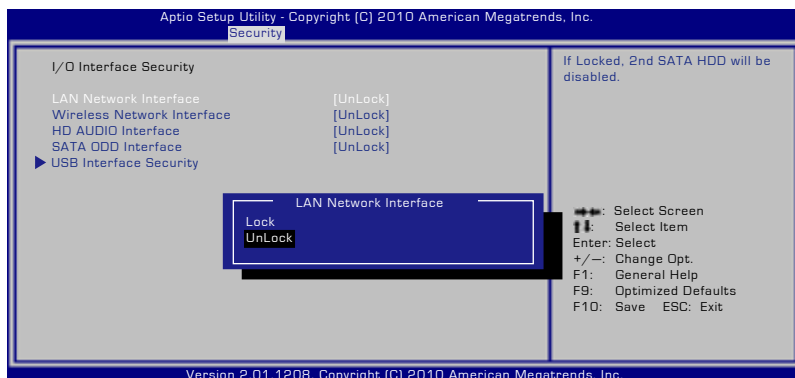 Aptio Setup Utility - Copyright (C) 2010 American Megatrends, Inc.
Security
I/O Interface Security
LAN Network Interface [UnLock]
Wireless Network Interface [UnLock]
HD AUDIO Interface [UnLock]
SATA ODD Interface [UnLock]
USB Interface Security
If Locked, 2nd SATA HDD will be
disabled.
LAN Network Interface
Lock
UnLock
: Select Screen
: Select Item
Enter: Select
+/—: Change Opt.
F1: General Help
F9: Optimized Defaults
F10: Save ESC: Exit
Version 2.01.1208. Copyright (C) 2010 American Megatrends, Inc.